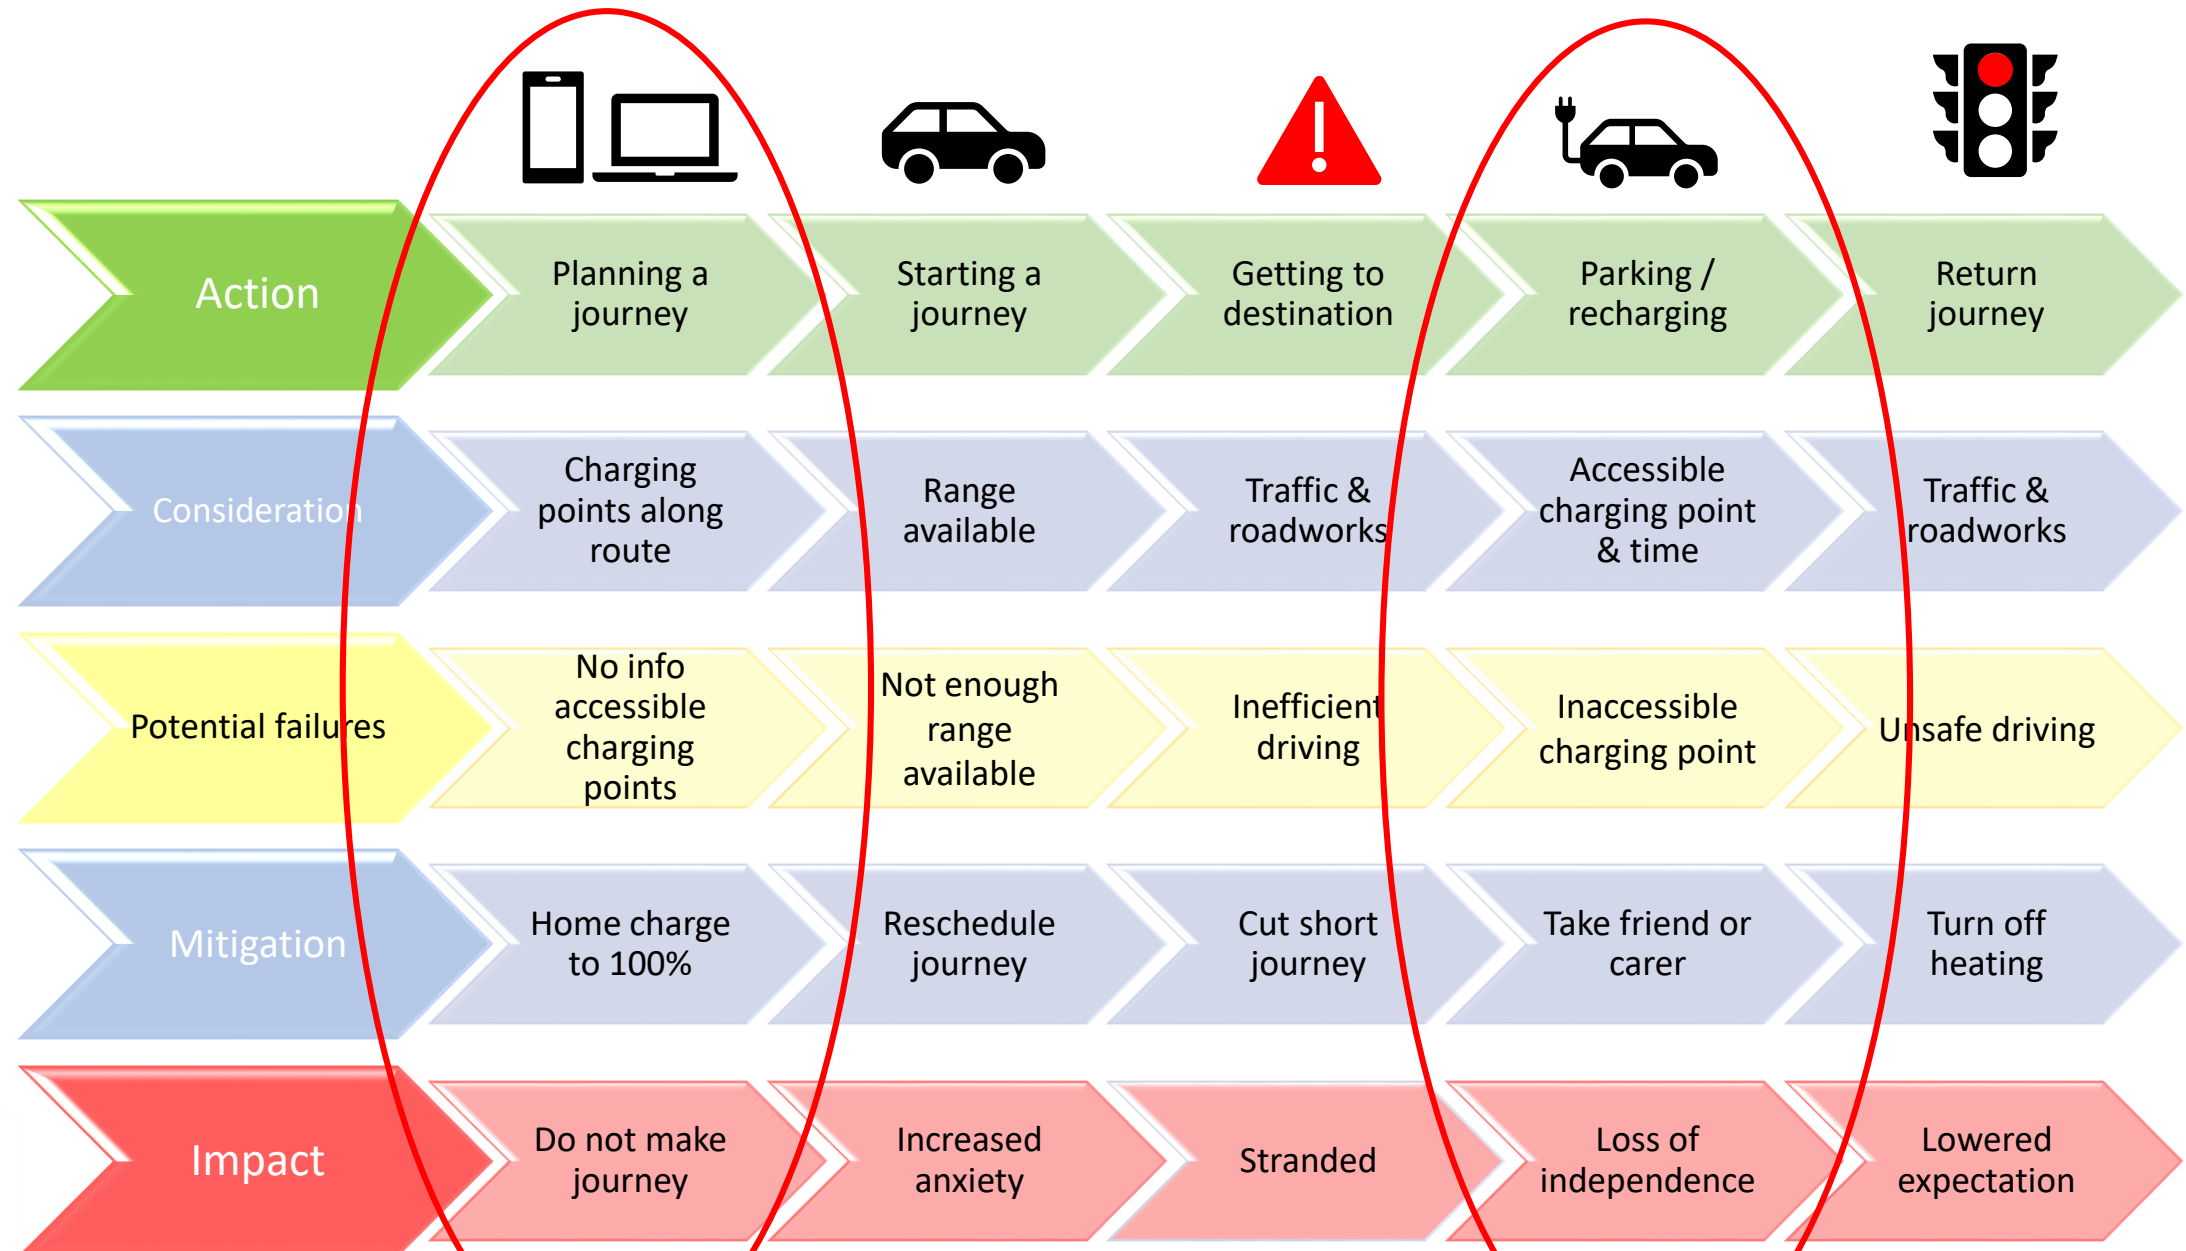 Action
Planning a
journey
Starting a
journey
Getting to
destination
Parking /
recharging
Return
journey
Consideration
Charging
points along
route
Range
available
Traffic &
roadworks
Accessible
charging point
& time
Traffic &
roadworks
Potential failures
No info
accessible
charging
points
Not enough
range
available
Inefficient
driving
Inaccessible
charging point
Unsafe driving
Mitigation
Home charge
to 100%
Reschedule
journey
Cut short
journey
Take friend or
carer
Turn off
heating
Impact
Do not make
journey
Increased
anxiety
Stranded
Loss of
independence
Lowered
expectation